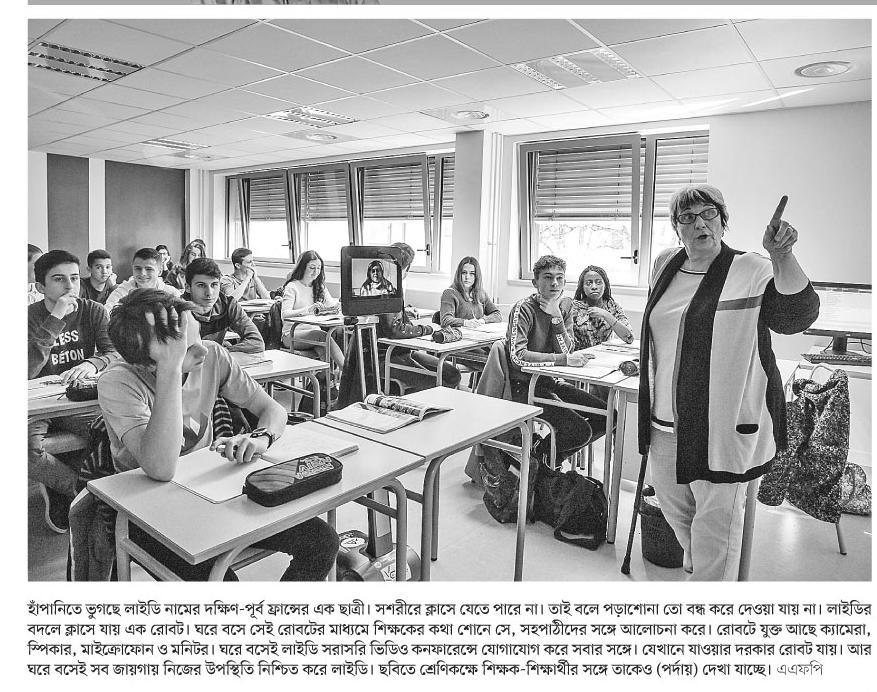 LESS
BETON
হাঁপানিতে ভুগছে লাইডি নামের দক্ষিণ-পূর্ব ফ্রান্সের এক ছাত্রী। সশরীরে ক্লাসে যেতে পারে না। তাই বলে পড়াশোনা তো বন্ধ করে দেওয়া যায় না। লাইডির
বদলে ক্লাসে যায় এক রোবট। ঘরে বসে সেই রোবটের মাধ্যমে শিক্ষকের কথা শোনে সে, সহপাঠীদের সঙ্গে আলোচনা করে। রোবটে যুক্ত আছে ক্যামেরা,
স্পিকার, মাইক্রোফোন ও মনিটর। ঘরে বসেই লাইডি সরাসরি ভিডিও কনফারেন্সে যোগাযোগ করে সবার সঙ্গে। যেখানে যাওয়ার দরকার রোবট যায়। আর
ঘরে বসেই সব জায়গায় নিজের উপস্থিতি নিশ্চিত করে লাইডি। ছবিতে শ্রেণিকক্ষে শিক্ষক-শিক্ষার্থীর সঙ্গে তাকেও (পর্দায়) দেখা যাচ্ছে। এএফপি